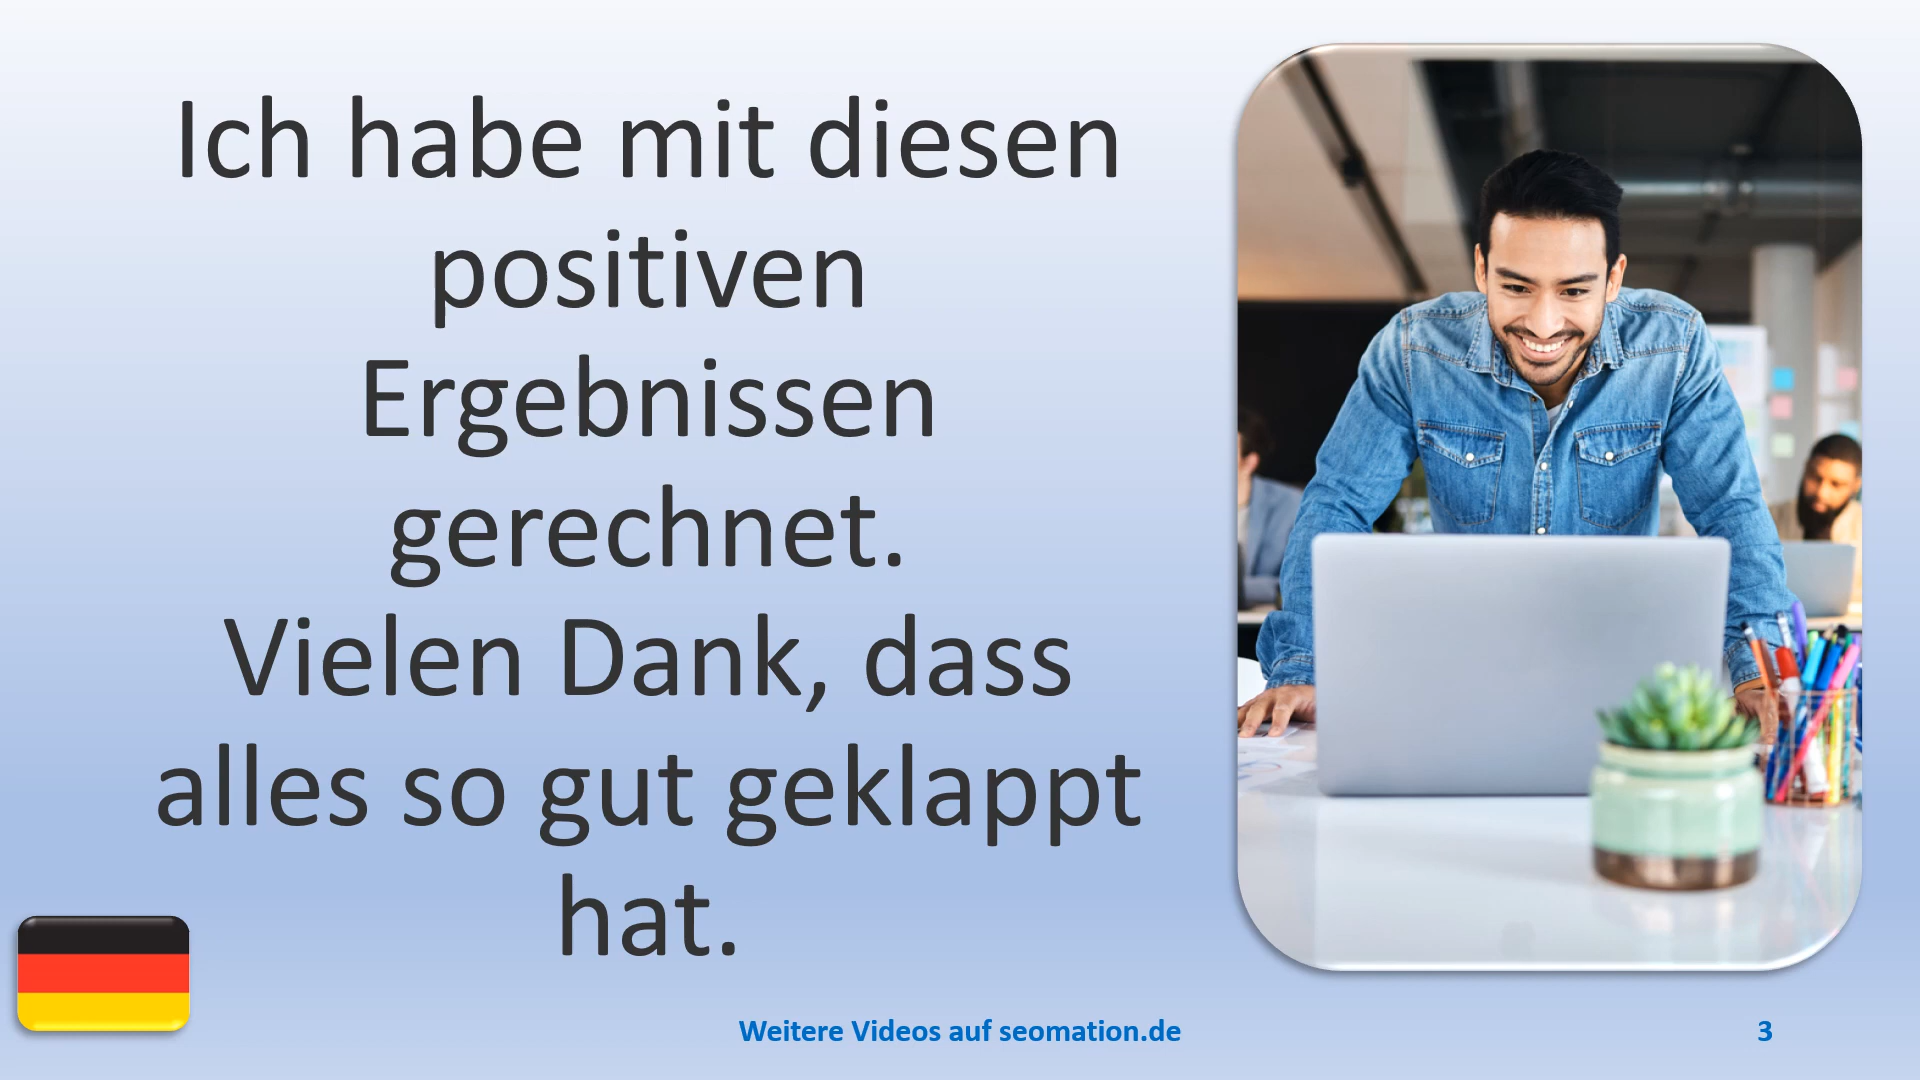 Ich habe mit diesen
positiven
Ergebnissen
gerechnet.
Vielen Dank, dass
alles so gut geklappt
hat.
Weitere Videos auf seomation.de
3